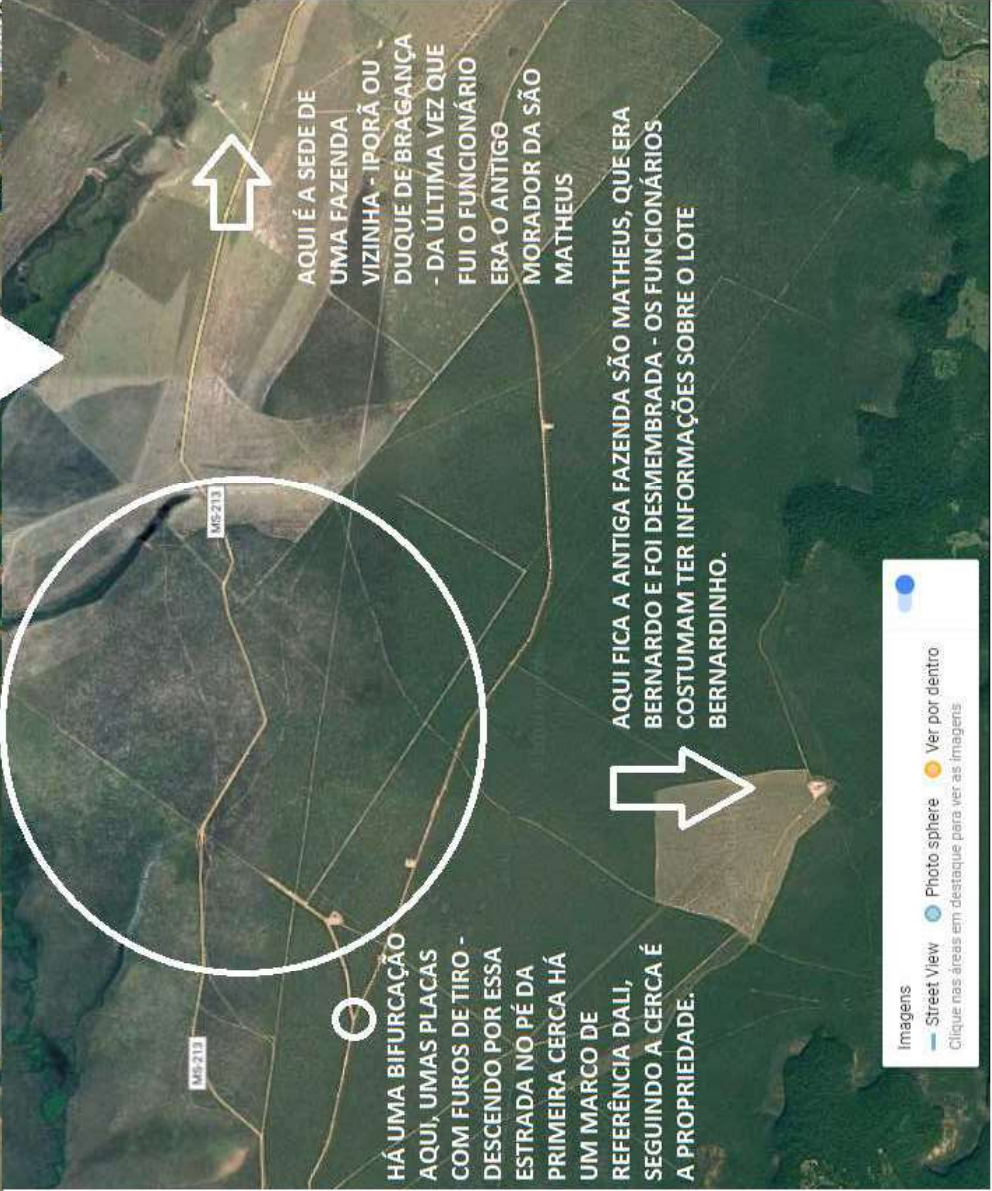 MS-213
MS-213
AQUI É A SEDE DE
UMA FAZENDA
VIZINHA - IPORÃ OU -
DUQUE DE BRAGANÇA
- DA ÚLTIMA VEZ QUE
FUI O FUNCIONÁRIO
ERA O ANTIGO
MORADOR DA SÃO
MATHEUS
HÁ UMA BIFURCAÇÃO
AQUI, UMAS PLACAS
COM FUROS DE TIRO -
DESCENDO POR ESSA
ESTRADA NO PÉ DA
PRIMEIRA CERCA HÁ
UM MARCO DE
REFERÊNCIA DALI,
SEGUINDO A CERCA É
A PROPRIEDADE.
AQUI FICA A ANTIGA FAZENDA SÃO MATHEUS, QUE ERA
BERNARDO E FOI DESMEMBRADA - OS FUNCIONÁRIOS
COSTUMAM TER INFORMAÇÕES SOBRE O LOTE
BERNARDINHO.
Imagens
Street View Photo sphere Ver por dentro
Clique nas áreas em destaque para ver as imagens